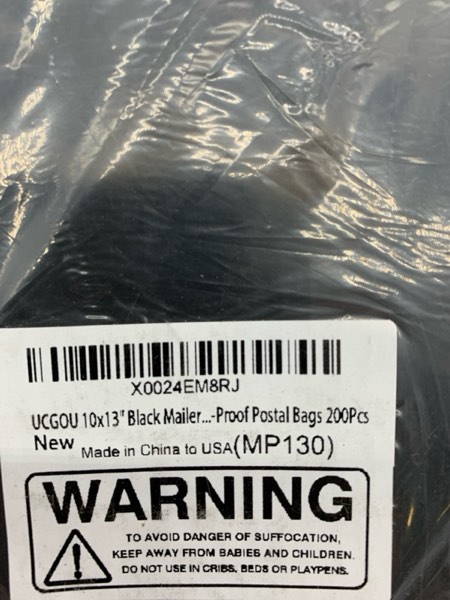 X0024EM8RJ
UCGOU 10x13" Black Mailer...-Proof Postal Bags 200Pcs
New Made in China to USA(MP130)
WARNING
TO AVOID DANGER OF SUFFOCATION,
KEEP AWAY FROM BABIES AND CHILDREN.
DO NOT USE IN CRIBS, BEDS OR PLAYPENS.